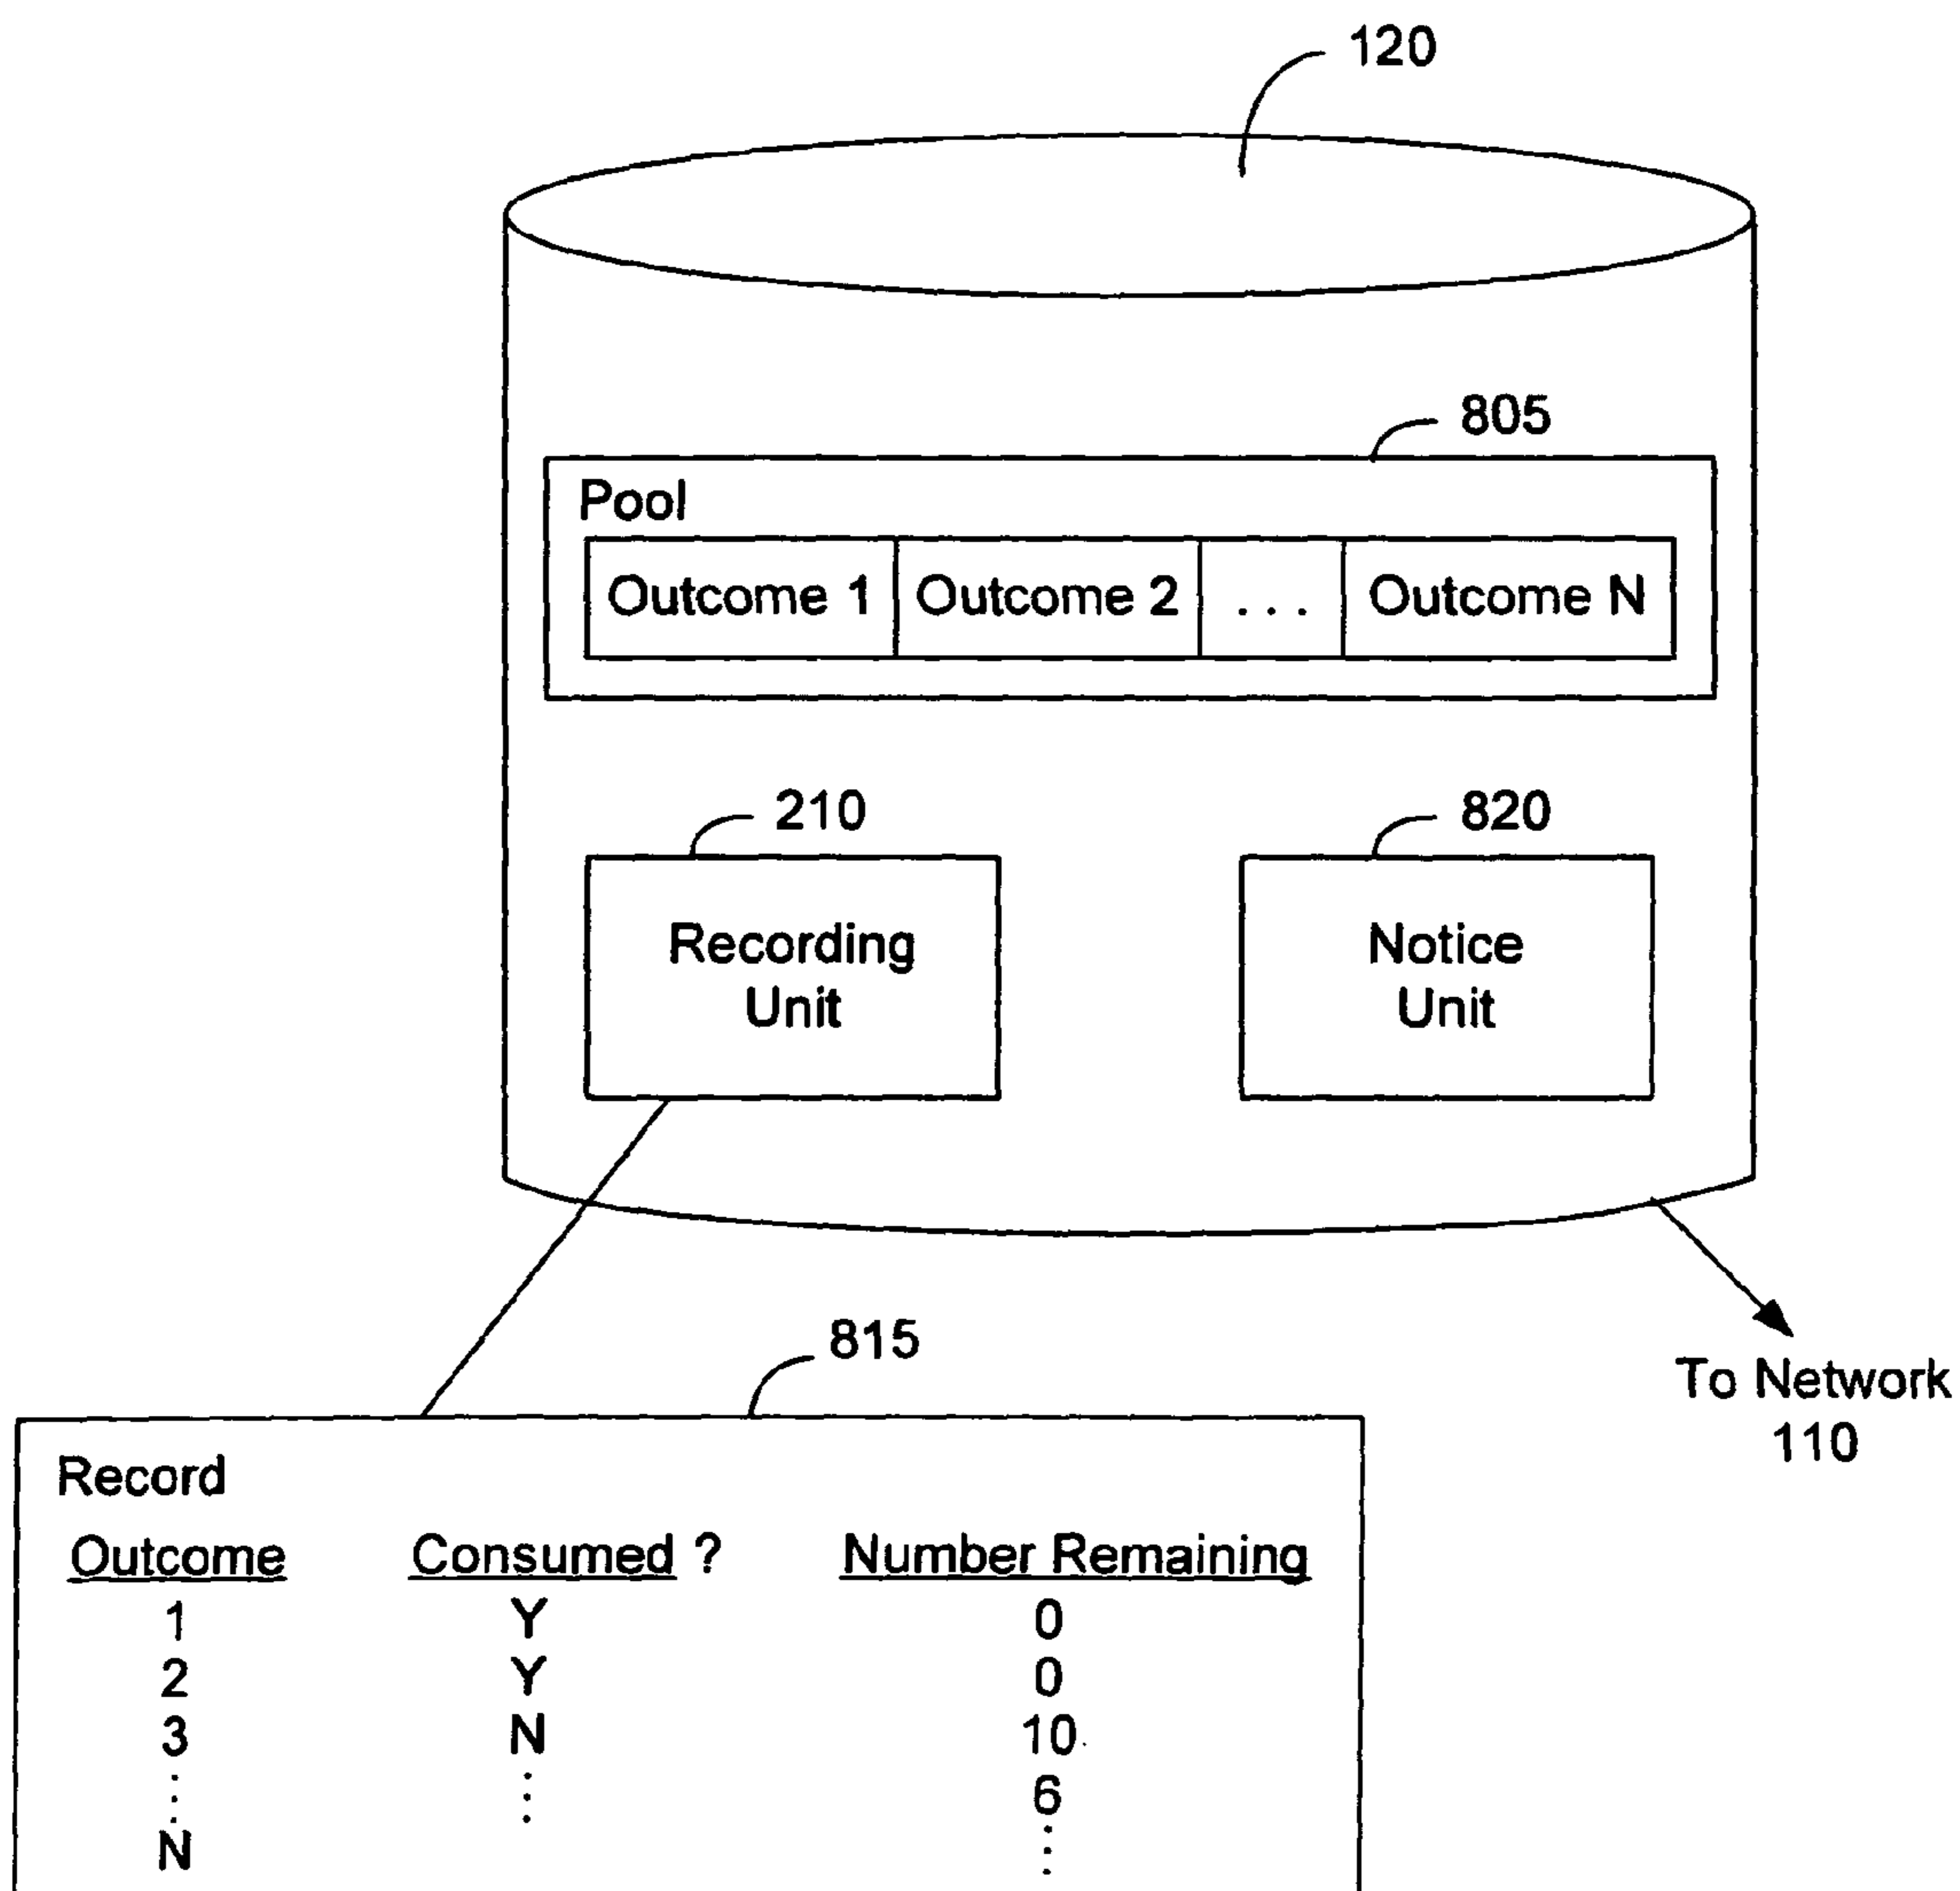 120
805
Pool
Outcome 1 Outcome 2 ... Outcome N
210 820
Recording Unit
Notice Unit
815
To Network
110
Record
Outcome Consumed ? Number Remaining
1 Y 0
2 Y 0
3 N 10
⋮ ⋮ 6
N ⋮